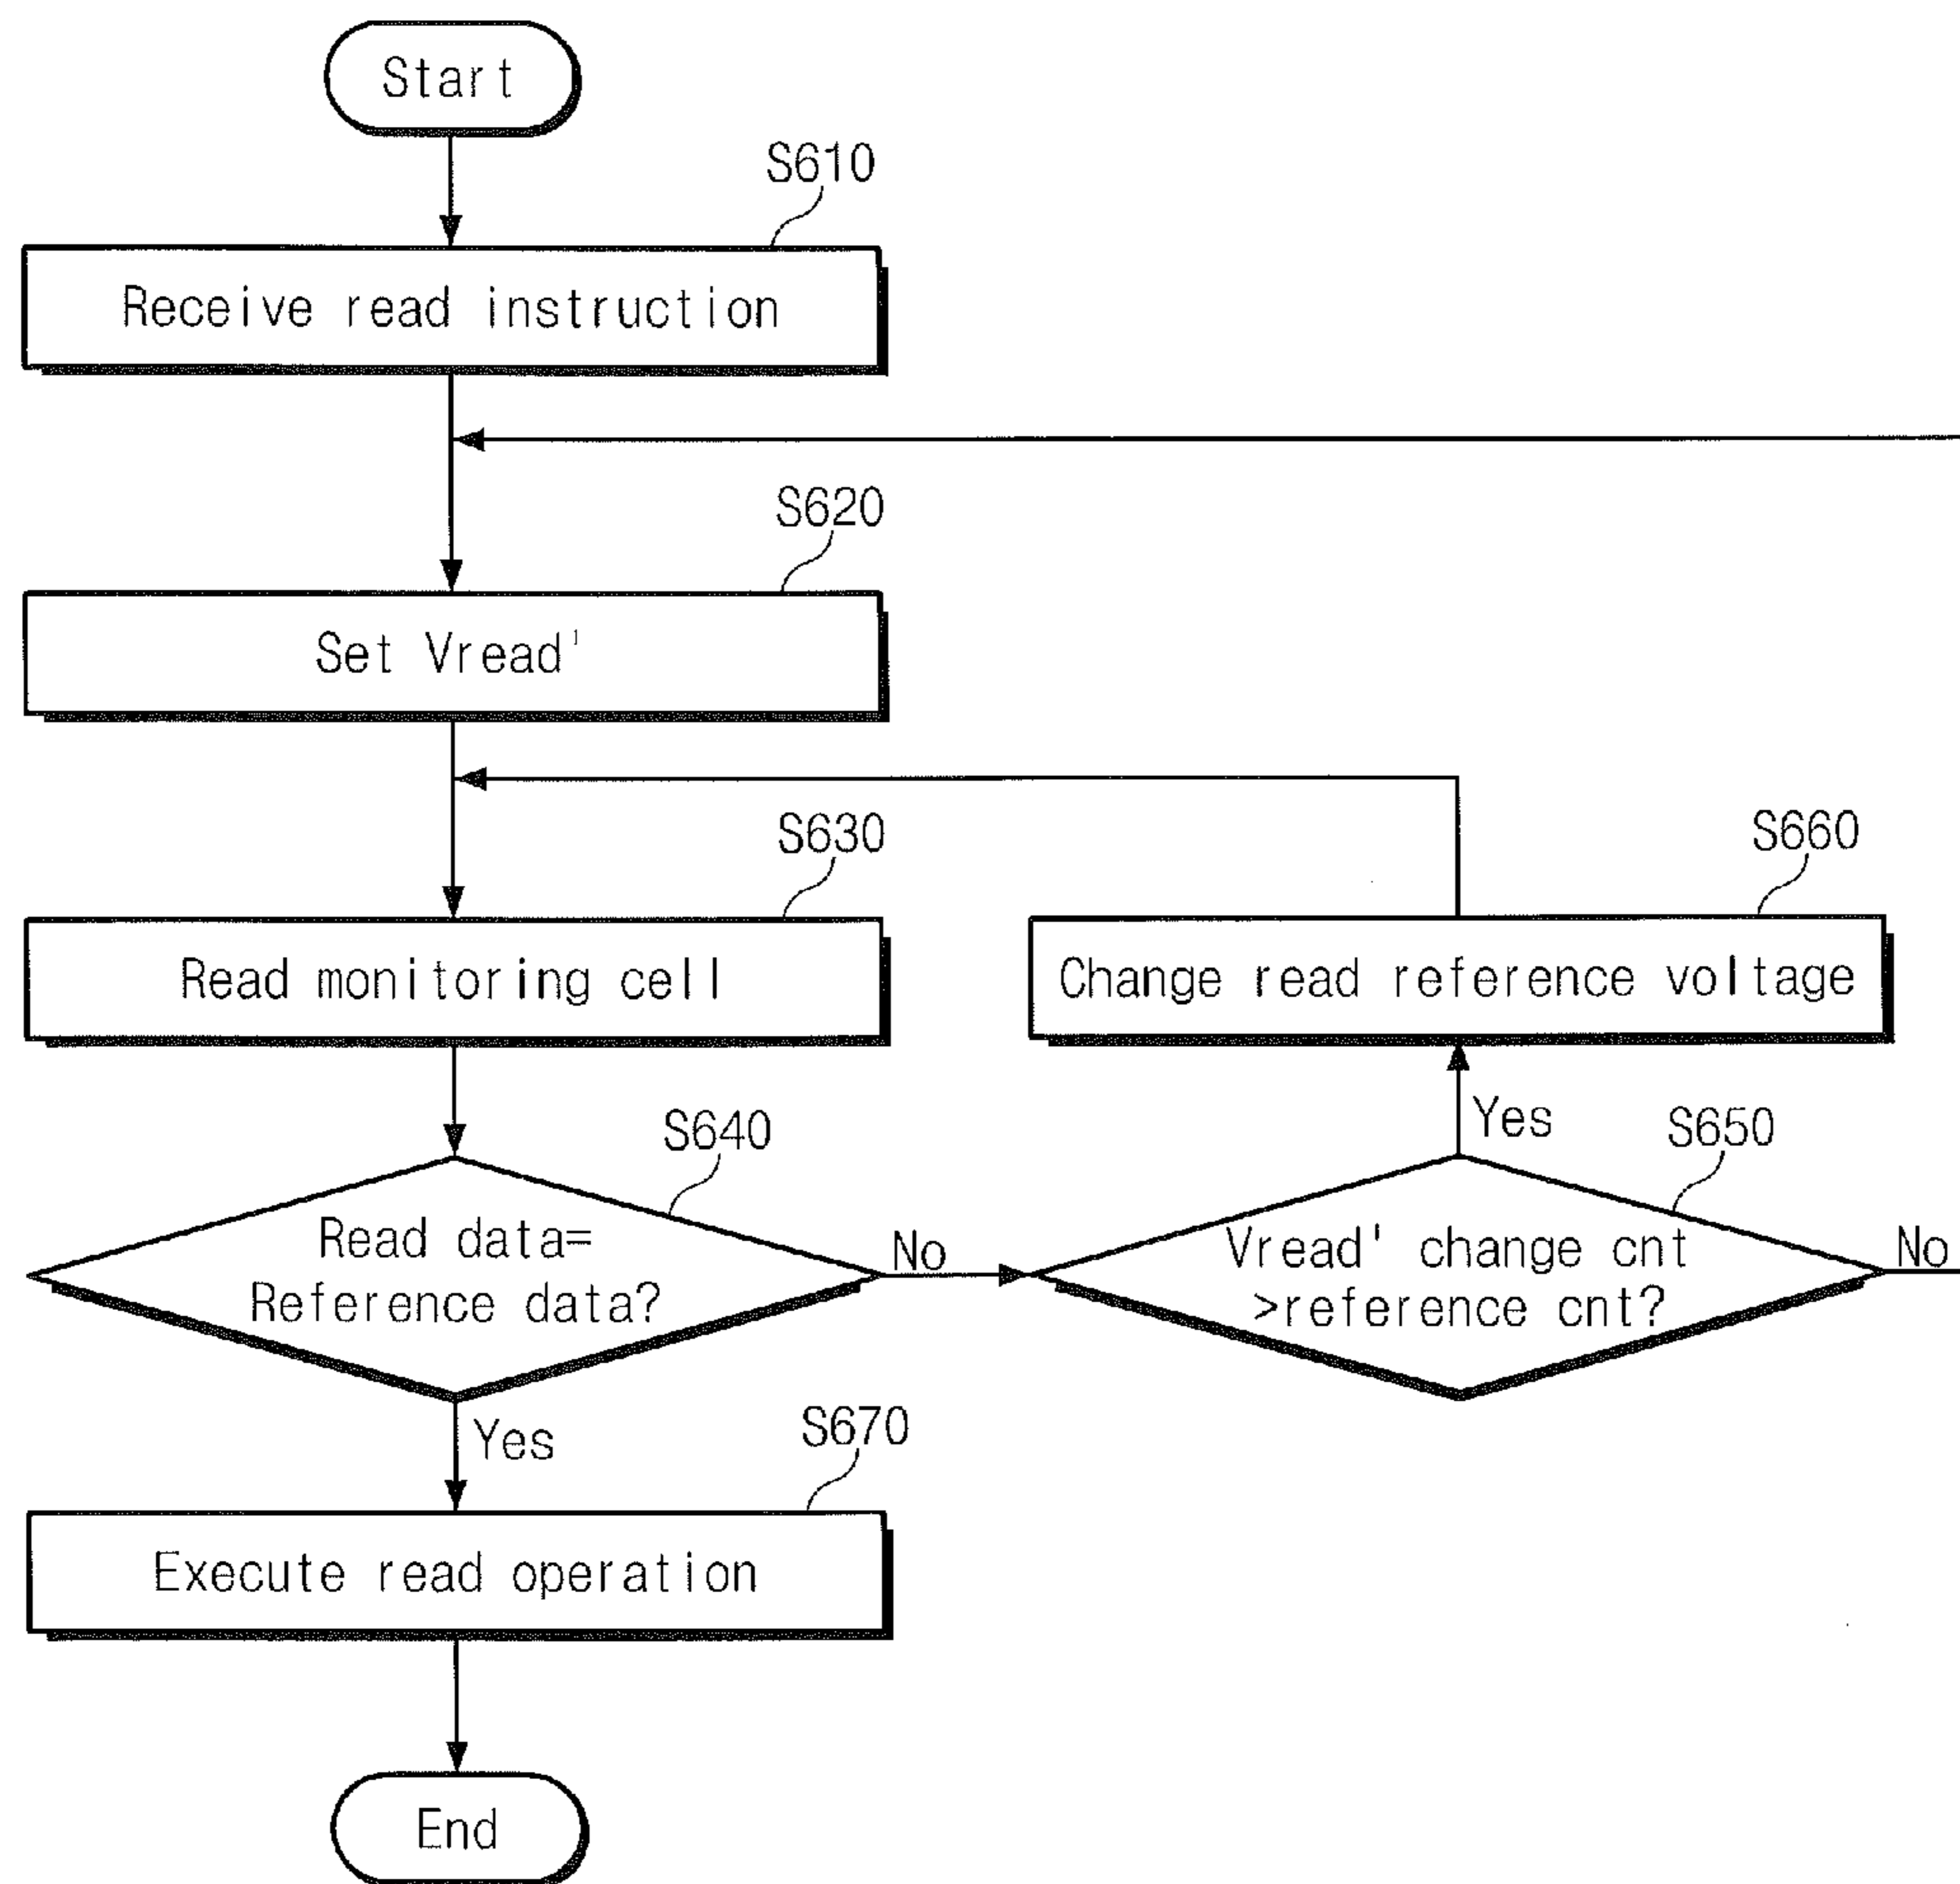 Start
S610
Receive read instruction
S620
Set Vread'
S630
Read monitoring cell
S660
Change read reference voltage
S640
Read data=
Reference data?
No
Yes
S650
Vread' change cnt
>reference cnt?
No
Yes
S670
Execute read operation
End